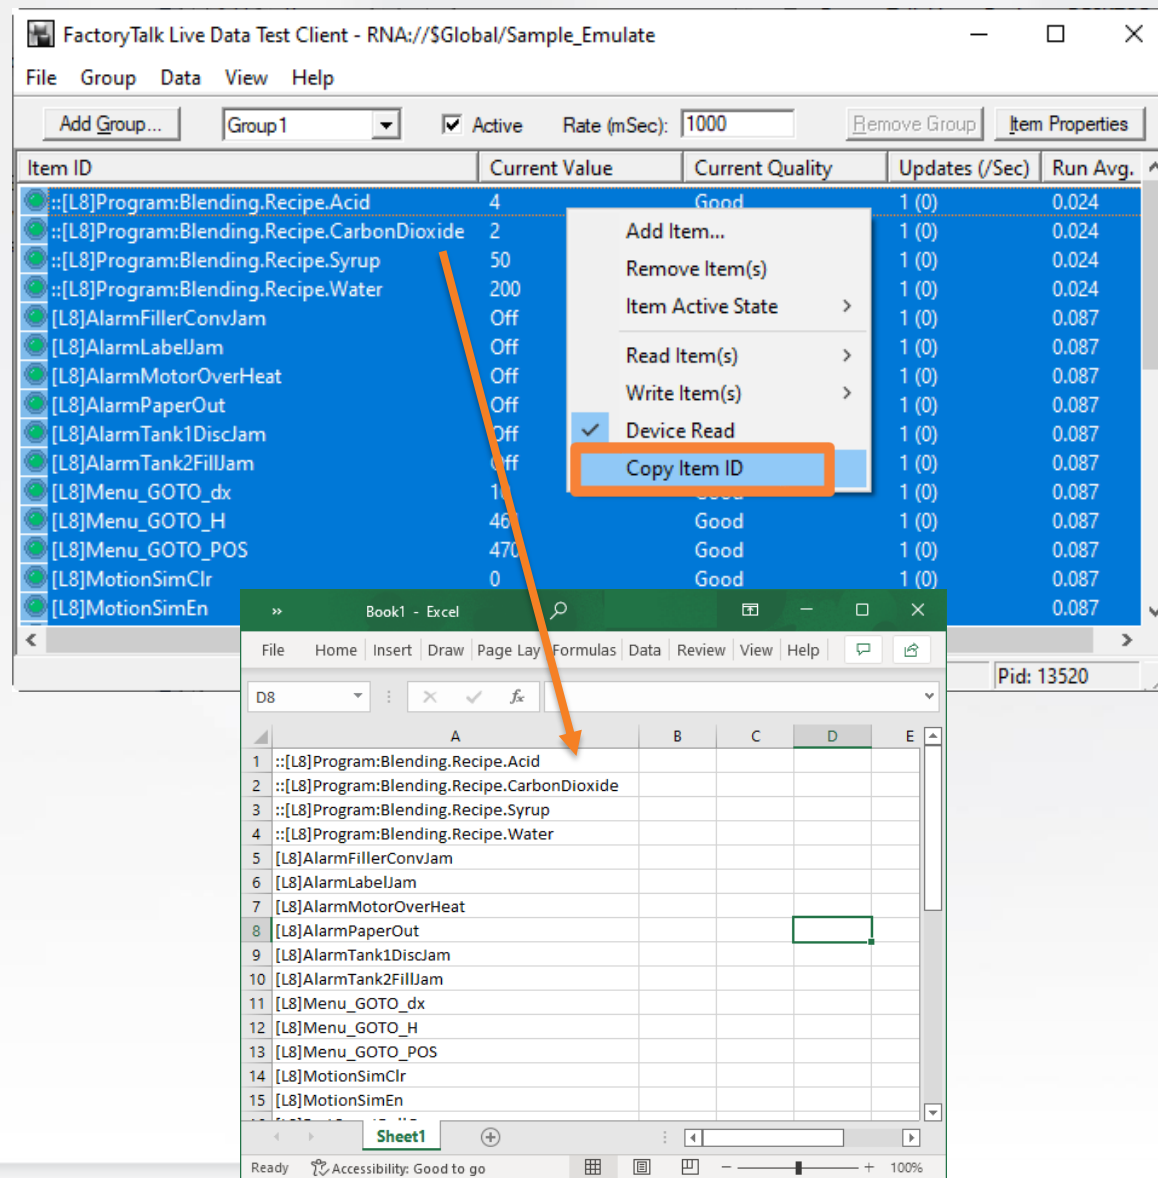 FactoryTalk Live Data Test Client - RNA://$Global/Sample_Emulate
File Group Data View Help
Add Group... Group1 Active Rate (mSec): 1000 Remove Group Item Properties
Item ID Current Value Current Quality Updates (/Sec) Run Avg.
::[L8]Program:Blending.Recipe.Acid 4 Good 1 (0) 0.024
::[L8]Program:Blending.Recipe.CarbonDioxide 2 1 (0) 0.024
::[L8]Program:Blending.Recipe.Syrup 50 1 (0) 0.024
::[L8]Program:Blending.Recipe.Water 200 1 (0) 0.024
[L8]AlarmFillerConvJam Off 1 (0) 0.087
[L8]AlarmLabelJam Off 1 (0) 0.087
[L8]AlarmMotorOverHeat Off 1 (0) 0.087
[L8]AlarmPaperOut Off 1 (0) 0.087
[L8]AlarmTank1DiscJam Off 1 (0) 0.087
[L8]AlarmTank2FillJam Off 1 (0) 0.087
[L8]Menu_GOTO_dx Good 1 (0) 0.087
[L8]Menu_GOTO_H Good 1 (0) 0.087
[L8]Menu_GOTO_POS 470 Good 1 (0) 0.087
[L8]MotionSimClr 0 Good 1 (0) 0.087
[L8]MotionSimEn 0.087
Add Item...
Remove Item(s)
Item Active State
Read Item(s)
Write Item(s)
Device Read
Copy Item ID
Pid: 13520
Book1 - Excel
File Home Insert Draw Page Lay Formulas Data Review View Help
D8 fx
A B C D E
1 ::[L8]Program:Blending.Recipe.Acid
2 ::[L8]Program:Blending.Recipe.CarbonDioxide
3 ::[L8]Program:Blending.Recipe.Syrup
4 ::[L8]Program:Blending.Recipe.Water
5 [L8]AlarmFillerConvJam
6 [L8]AlarmLabelJam
7 [L8]AlarmMotorOverHeat
8 [L8]AlarmPaperOut
9 [L8]AlarmTank1DiscJam
10 [L8]AlarmTank2FillJam
11 [L8]Menu_GOTO_dx
12 [L8]Menu_GOTO_H
13 [L8]Menu_GOTO_POS
14 [L8]MotionSimClr
15 [L8]MotionSimEn
Sheet1
Ready Accessibility: Good to go 100%